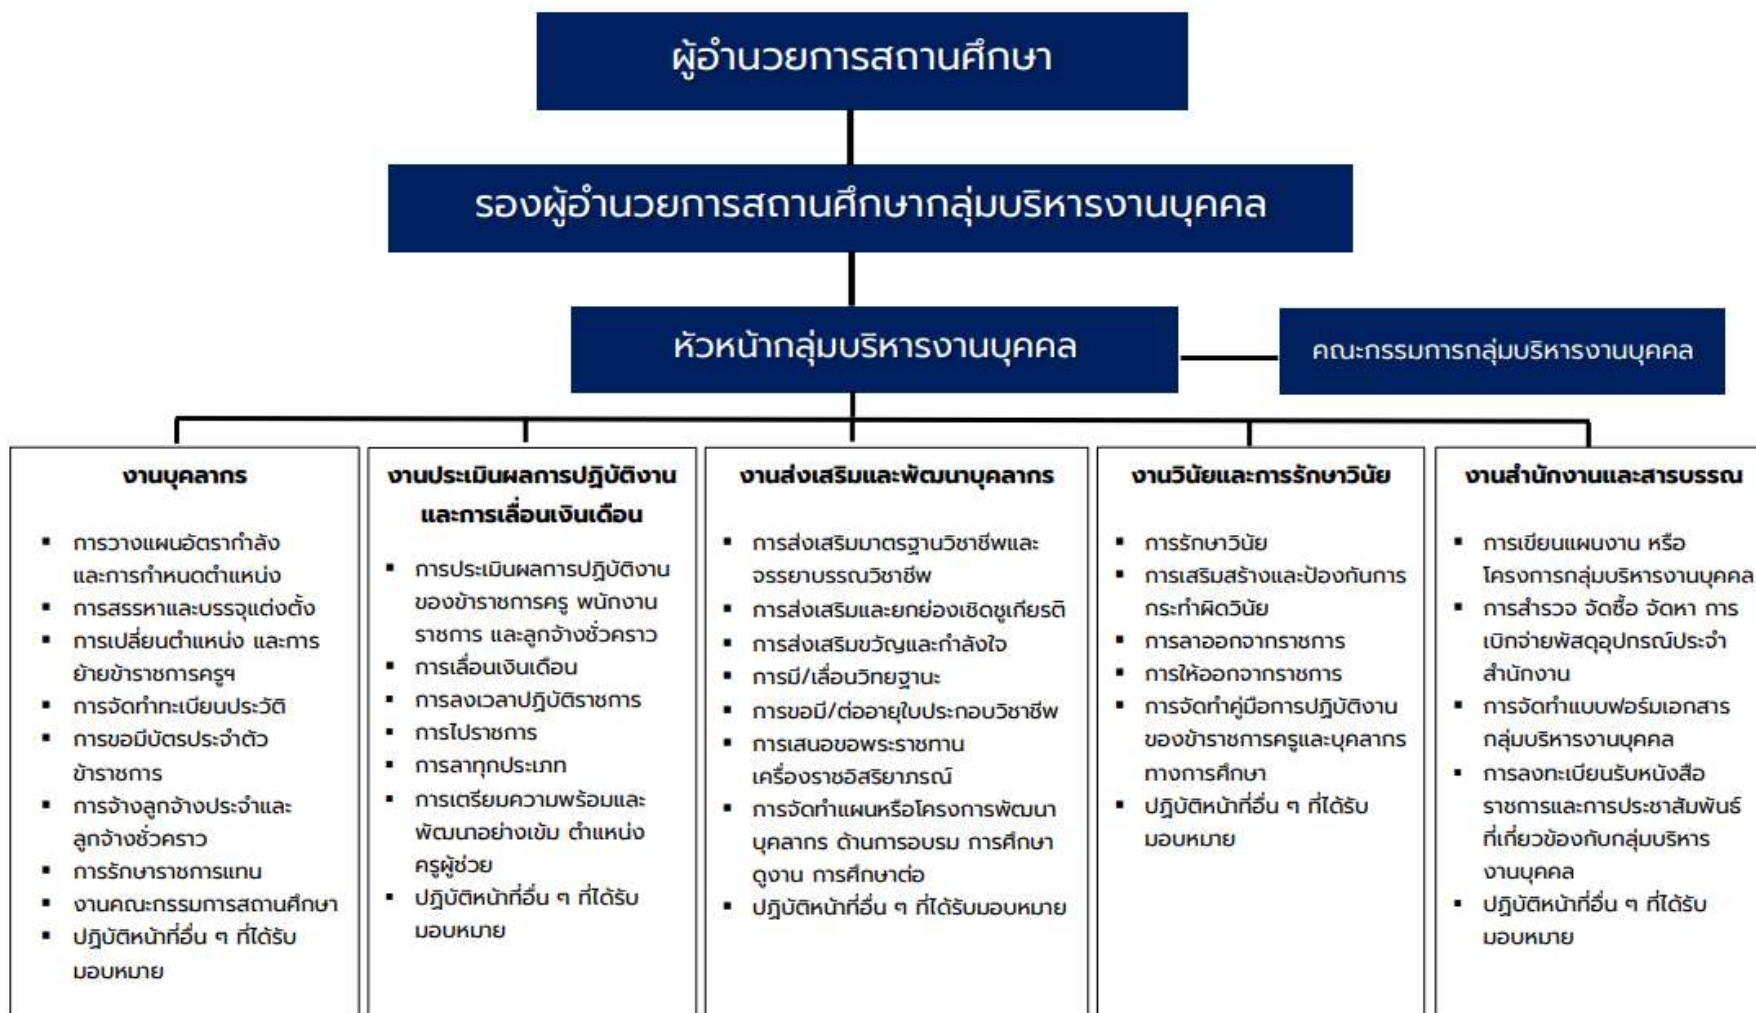 ผู้อำนวยการสถานศึกษา
รองผู้อำนวยการสถานศึกษากลุ่มบริหารงานบุคคล
หัวหน้ากลุ่มบริหารงานบุคคล
คณะกรรมการกลุ่มบริหารงานบุคคล
งานบุคลากร
▪ การวางแผนอัตรากำลัง
และการกำหนดตำแหน่ง
▪ การสรรหาและบรรจุแต่งตั้ง
▪ การเปลี่ยนตำแหน่ง และการ
ย้ายข้าราชการครูฯ
▪ การจัดทำทะเบียนประวัติ
▪ การขอมีบัตรประจำตัว
ข้าราชการ
▪ การจ้างลูกจ้างประจำและ
ลูกจ้างชั่วคราว
▪ การรักษาราชการแทน
▪ งานคณะกรรมการสถานศึกษา
▪ ปฏิบัติหน้าที่อื่น ๆ ที่ได้รับ
มอบหมาย
งานประเมินผลการปฏิบัติงาน
และการเลื่อนเงินเดือน
▪ การประเมินผลการปฏิบัติงาน
ของข้าราชการครู พนักงาน
ราชการ และลูกจ้างชั่วคราว
▪ การเลื่อนเงินเดือน
▪ การลงเวลาปฏิบัติราชการ
▪ การไปราชการ
▪ การลาทุกประเภท
▪ การเตรียมความพร้อมและ
พัฒนาอย่างเข้ม ตำแหน่ง
ครูผู้ช่วย
▪ ปฏิบัติหน้าที่อื่น ๆ ที่ได้รับ
มอบหมาย
งานส่งเสริมและพัฒนาบุคลากร
▪ การส่งเสริมมาตรฐานวิชาชีพและ
จรรยาบรรณวิชาชีพ
▪ การส่งเสริมและยกย่องเชิดชูเกียรติ
▪ การส่งเสริมขวัญและกำลังใจ
▪ การมี/เลื่อนวิทยฐานะ
▪ การขอมี/ต่ออายุใบประกอบวิชาชีพ
▪ การเสนอขอพระราชทาน
เครื่องราชอิสริยาภรณ์
▪ การจัดทำแผนหรือโครงการพัฒนา
บุคลากร ด้านการอบรม การศึกษา
ดูงาน การศึกษาต่อ
▪ ปฏิบัติหน้าที่อื่น ๆ ที่ได้รับมอบหมาย
งานวินัยและการรักษาวินัย
▪ การรักษาวินัย
▪ การเสริมสร้างและป้องกันการ
กระทำผิดวินัย
▪ การลาออกจากราชการ
▪ การให้ออกจากราชการ
▪ การจัดทำคู่มือการปฏิบัติงาน
ของข้าราชการครูและบุคลากร
ทางการศึกษา
▪ ปฏิบัติหน้าที่อื่น ๆ ที่ได้รับ
มอบหมาย
งานสำนักงานและสารบรรณ
▪ การเขียนแผนงาน หรือ
โครงการกลุ่มบริหารงานบุคคล
▪ การสำรวจ จัดซื้อ จัดหา การ
เบิกจ่ายพัสดุอุปกรณ์ประจำ
สำนักงาน
▪ การจัดทำแบบฟอร์มเอกสาร
กลุ่มบริหารงานบุคคล
▪ การลงทะเบียนรับหนังสือ
ราชการและการประชาสัมพันธ์
ที่เกี่ยวข้องกับกลุ่มบริหาร
งานบุคคล
▪ ปฏิบัติหน้าที่อื่น ๆ ที่ได้รับ
มอบหมาย